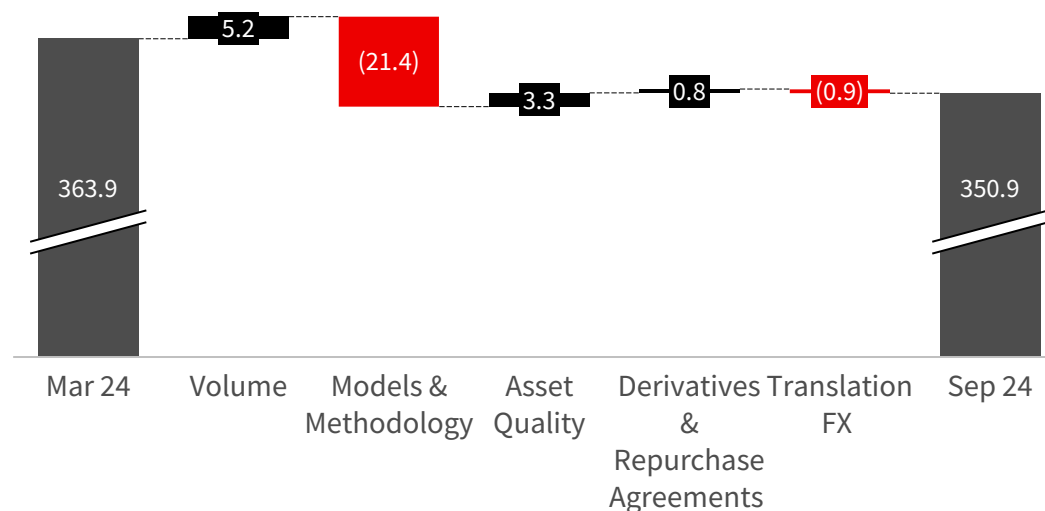 5.2
(21.4)
3.3
0.8
(0.9)
363.9
350.9
Mar 24
Volume
Models &
Methodology
Asset
Quality
Derivatives
&
Repurchase
Agreements
Translation
FX
Sep 24